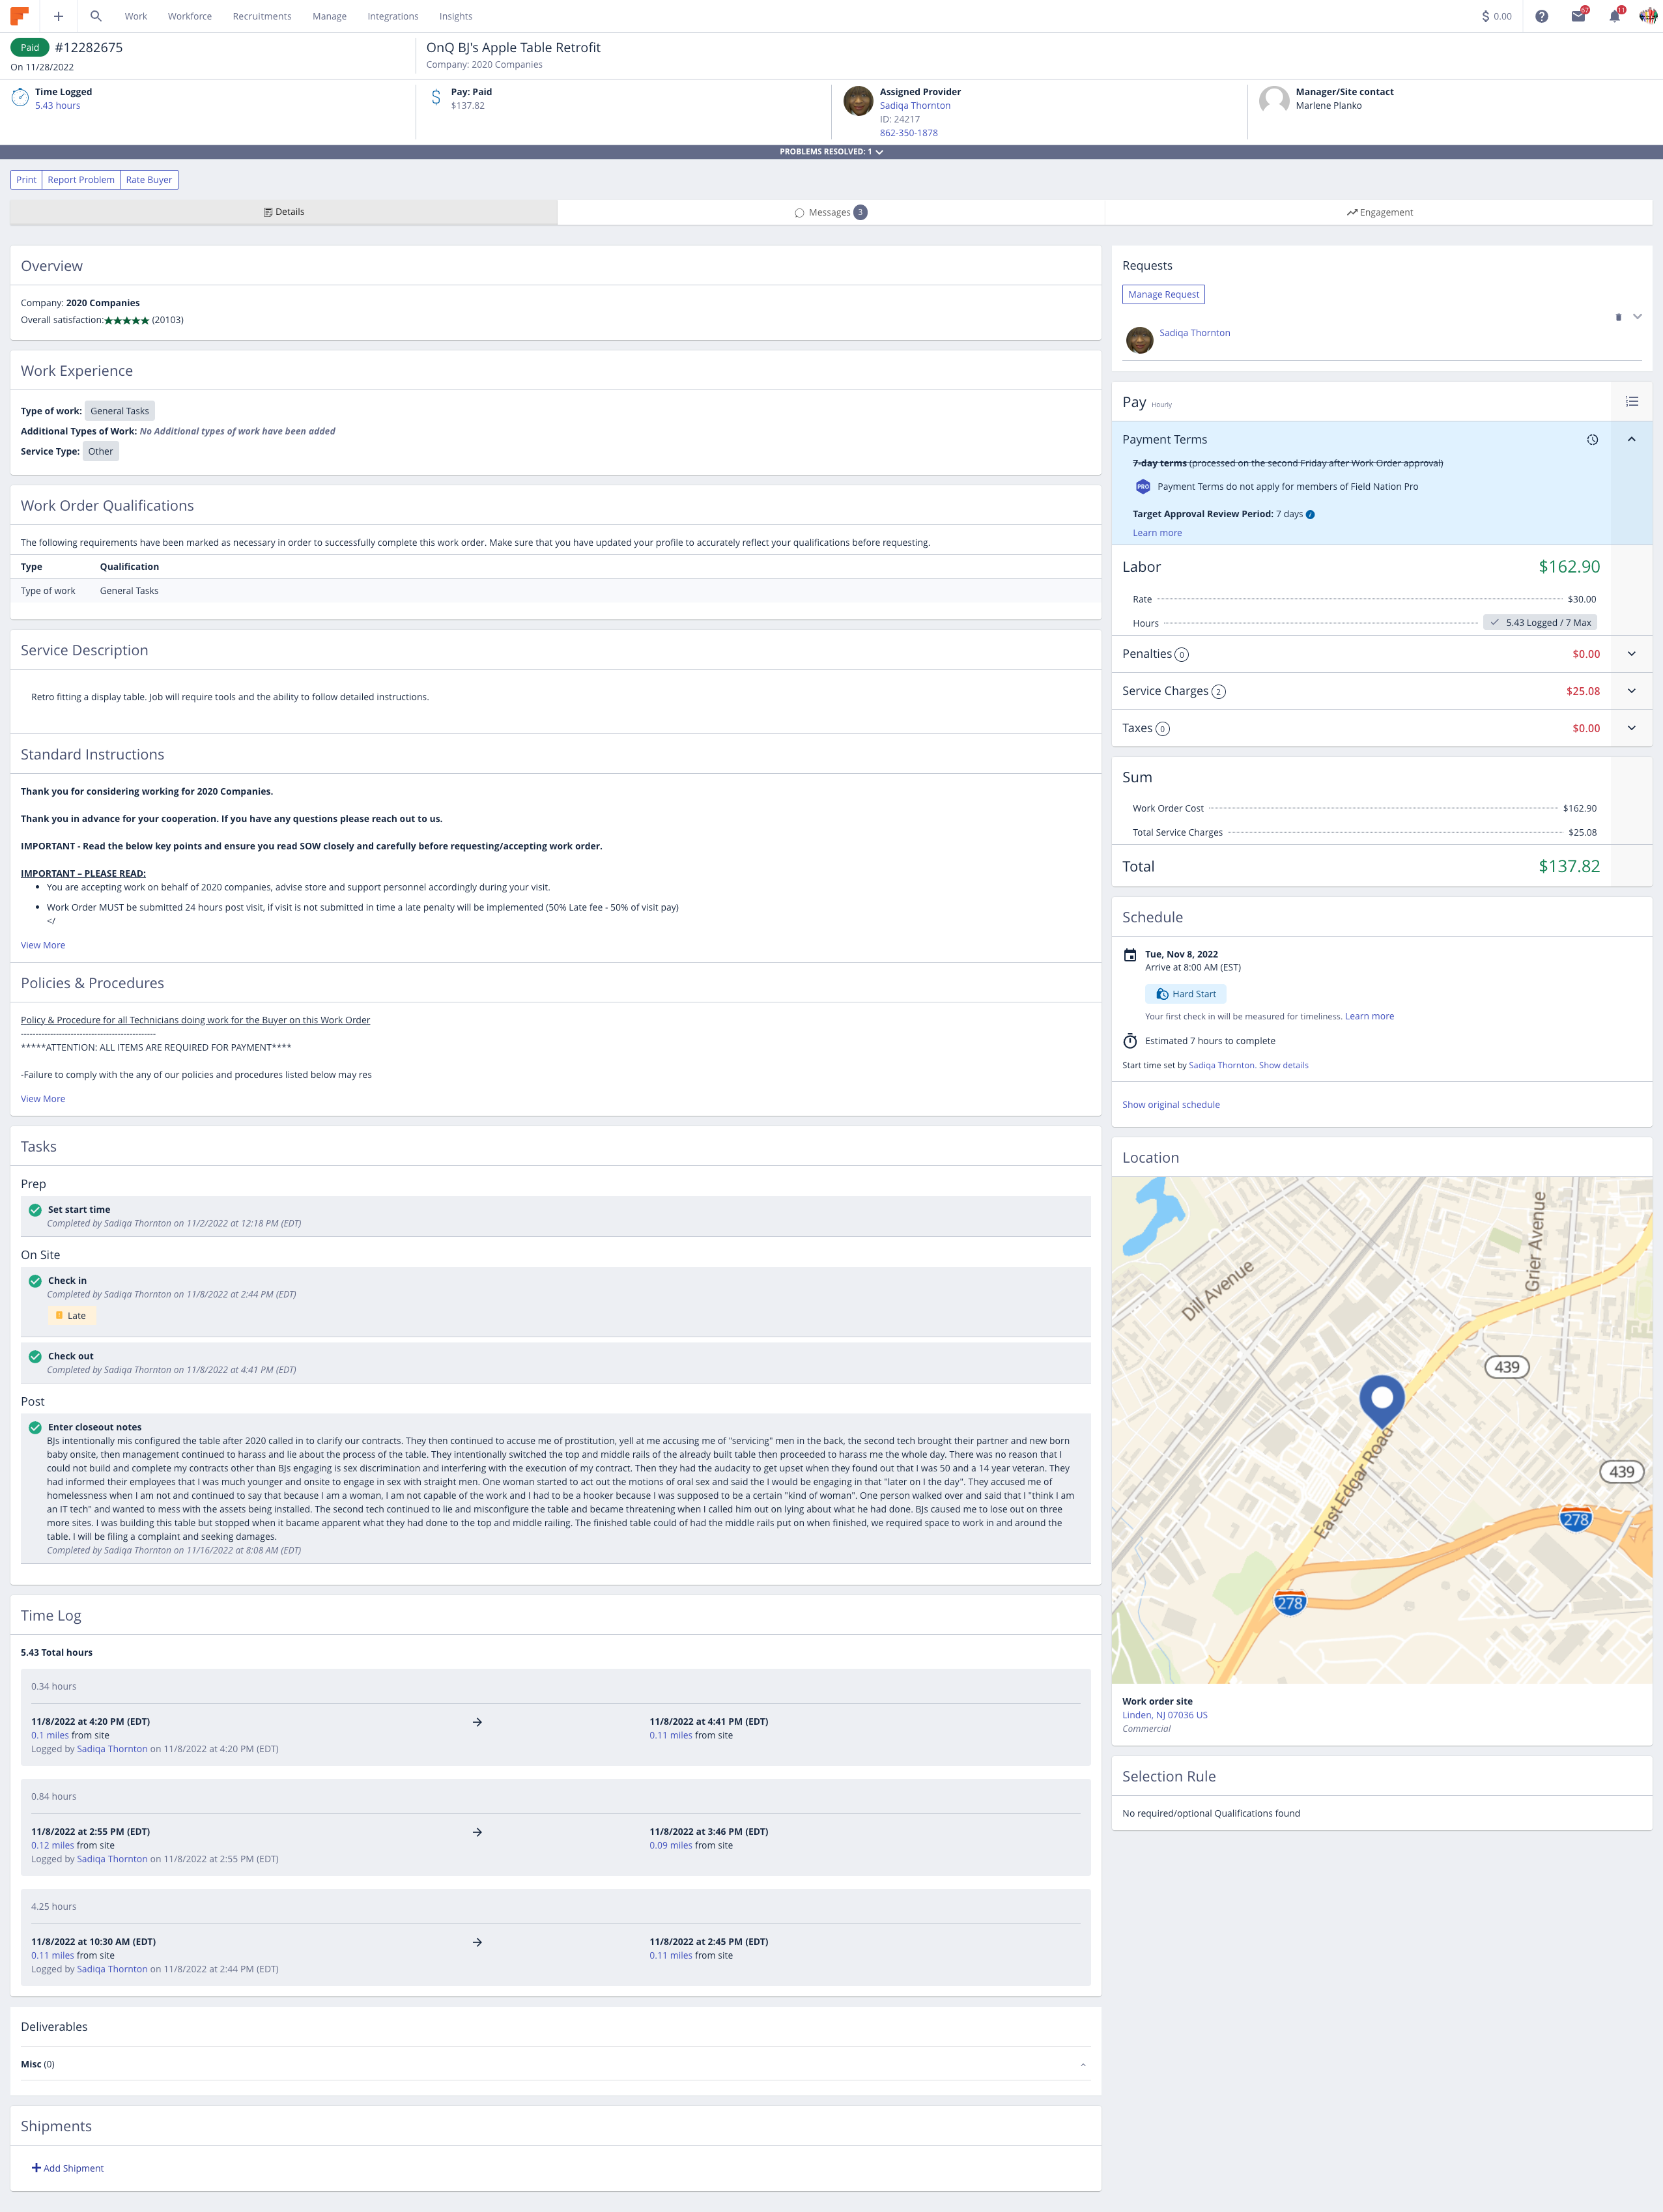 Work Workforce Recruitments Manage Integrations Insights $ 0.00 67 11
Paid #12282675
On 11/28/2022
OnQ BJ's Apple Table Retrofit
Company: 2020 Companies
Time Logged
5.43 hours
Pay: Paid
$137.82
Assigned Provider
Sadiqa Thornton
ID: 24217
862-350-1878
Manager/Site contact
Marlene Planko
PROBLEMS RESOLVED: 1
Print Report Problem Rate Buyer
Details Messages 3 Engagement
Overview
Company: 2020 Companies
Overall satisfaction:★★★★★ (20103)
Work Experience
Type of work: General Tasks
Additional Types of Work: No Additional types of work have been added
Service Type: Other
Work Order Qualifications
The following requirements have been marked as necessary in order to successfully complete this work order. Make sure that you have updated your profile to accurately reflect your qualifications before requesting.
Type Qualification
Type of work General Tasks
Service Description
Retro fitting a display table. Job will require tools and the ability to follow detailed instructions.
Standard Instructions
Thank you for considering working for 2020 Companies.
Thank you in advance for your cooperation. If you have any questions please reach out to us.
IMPORTANT - Read the below key points and ensure you read SOW closely and carefully before requesting/accepting work order.
IMPORTANT – PLEASE READ:
• You are accepting work on behalf of 2020 companies, advise store and support personnel accordingly during your visit.
• Work Order MUST be submitted 24 hours post visit, if visit is not submitted in time a late penalty will be implemented (50% Late fee - 50% of visit pay)
</
View More
Policies & Procedures
Policy & Procedure for all Technicians doing work for the Buyer on this Work Order
---------------------------------------------
*****ATTENTION: ALL ITEMS ARE REQUIRED FOR PAYMENT****
-Failure to comply with the any of our policies and procedures listed below may res
View More
Tasks
Prep
Set start time
Completed by Sadiqa Thornton on 11/2/2022 at 12:18 PM (EDT)
On Site
Check in
Completed by Sadiqa Thornton on 11/8/2022 at 2:44 PM (EDT)
Late
Check out
Completed by Sadiqa Thornton on 11/8/2022 at 4:41 PM (EDT)
Post
Enter closeout notes
BJs intentionally mis configured the table after 2020 called in to clarify our contracts. They then continued to accuse me of prostitution, yell at me accusing me of "servicing" men in the back, the second tech brought their partner and new born
baby onsite, then management continued to harass and lie about the process of the table. They intentionally switched the top and middle rails of the already built table then proceeded to harass me the whole day. There was no reason that I
could not build and complete my contracts other than BJs engaging is sex discrimination and interfering with the execution of my contract. Then they had the audacity to get upset when they found out that I was 50 and a 14 year veteran. They
had informed their employees that I was much younger and onsite to engage in sex with straight men. One woman started to act out the motions of oral sex and said the I would be engaging in that "later on I the day". They accused me of
homelessness when I am not and continued to say that because I am a woman, I am not capable of the work and I had to be a hooker because I was supposed to be a certain "kind of woman". One person walked over and said that I "think I am
an IT tech" and wanted to mess with the assets being installed. The second tech continued to lie and misconfigure the table and became threatening when I called him out on lying about what he had done. BJs caused me to lose out on three
more sites. I was building this table but stopped when it bacame apparent what they had done to the top and middle railing. The finished table could of had the middle rails put on when finished, we required space to work in and around the
table. I will be filing a complaint and seeking damages.
Completed by Sadiqa Thornton on 11/16/2022 at 8:08 AM (EDT)
Time Log
5.43 Total hours
0.34 hours
11/8/2022 at 4:20 PM (EDT) → 11/8/2022 at 4:41 PM (EDT)
0.1 miles from site 0.11 miles from site
Logged by Sadiqa Thornton on 11/8/2022 at 4:20 PM (EDT)
0.84 hours
11/8/2022 at 2:55 PM (EDT) → 11/8/2022 at 3:46 PM (EDT)
0.12 miles from site 0.09 miles from site
Logged by Sadiqa Thornton on 11/8/2022 at 2:55 PM (EDT)
4.25 hours
11/8/2022 at 10:30 AM (EDT) → 11/8/2022 at 2:45 PM (EDT)
0.11 miles from site 0.11 miles from site
Logged by Sadiqa Thornton on 11/8/2022 at 2:44 PM (EDT)
Deliverables
Misc (0)
Shipments
+ Add Shipment
Requests
Manage Request
Sadiqa Thornton
Pay Hourly
Payment Terms
7-day terms (processed on the second Friday after Work Order approval)
PRO Payment Terms do not apply for members of Field Nation Pro
Target Approval Review Period: 7 days
Learn more
Labor $162.90
Rate $30.00
Hours 5.43 Logged / 7 Max
Penalties 0 $0.00
Service Charges 2 $25.08
Taxes 0 $0.00
Sum
Work Order Cost $162.90
Total Service Charges $25.08
Total $137.82
Schedule
Tue, Nov 8, 2022
Arrive at 8:00 AM (EST)
Hard Start
Your first check in will be measured for timeliness. Learn more
Estimated 7 hours to complete
Start time set by Sadiqa Thornton. Show details
Show original schedule
Location
Grier Avenue
Dill Avenue
439
East Edgar Road
439
278
278
Work order site
Linden, NJ 07036 US
Commercial
Selection Rule
No required/optional Qualifications found